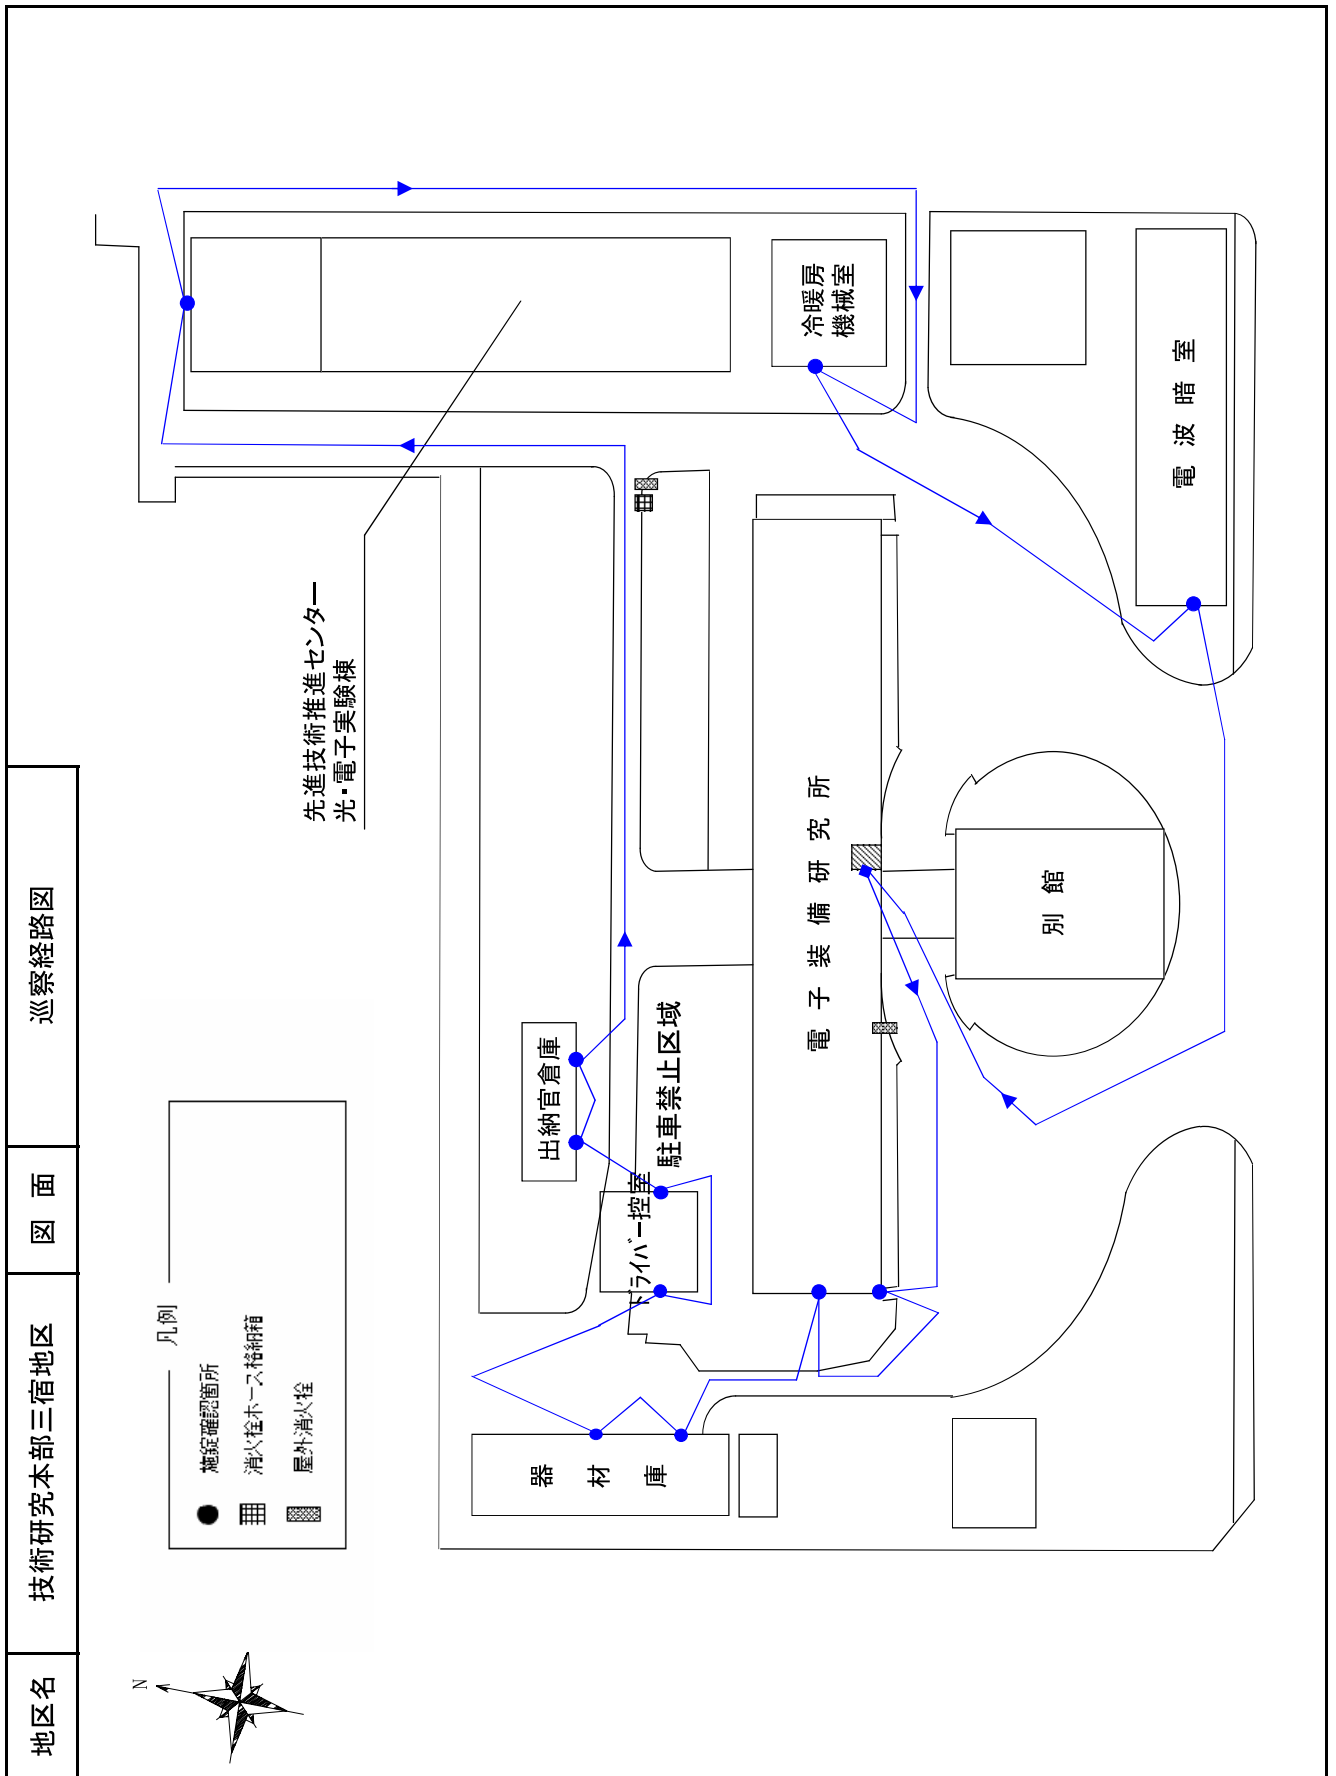 地区名
技術研究本部三宿地区
図　面
巡察経路図
N
凡例
施錠確認箇所
消火栓ホース格納箱
屋外消火栓
先進技術推進センター
光・電子実験棟
冷暖房
機械室
電波暗室
出納官倉庫
駐車禁止区域
ドライバー控室
電子装備研究所
別館
器材庫